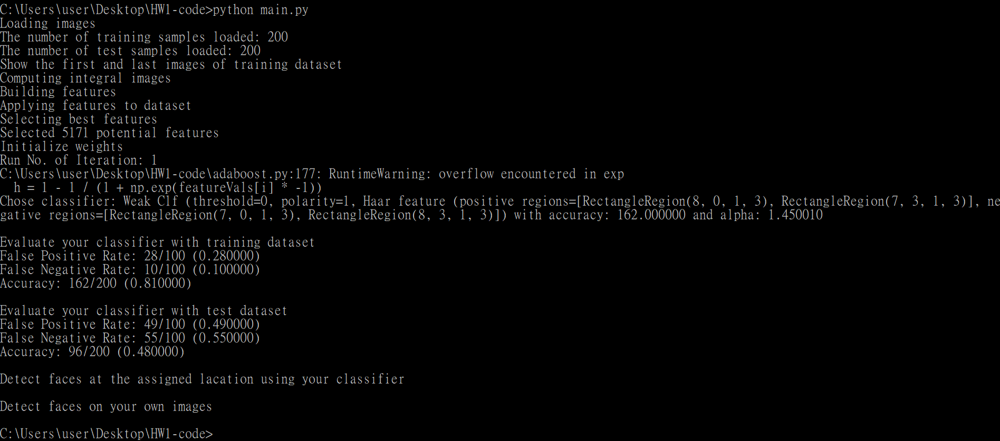 C:\Users\user\Desktop\HW1-code>python main.py
Loading images
The number of training samples loaded: 200
The number of test samples loaded: 200
Show the first and last images of training dataset
Computing integral images
Building features
Applying features to dataset
Selecting best features
Selected 5171 potential features
Initialize weights
Run No. of Iteration: 1
C:\Users\user\Desktop\HW1-code\adaboost.py:177: RuntimeWarning: overflow encountered in exp
  h = 1 - 1 / (1 + np.exp(featureVals[i] * -1))
Chose classifier: Weak Clf (threshold=0, polarity=1, Haar feature (positive regions=[RectangleRegion(8, 0, 1, 3), RectangleRegion(7, 3, 1, 3)], ne
gative regions=[RectangleRegion(7, 0, 1, 3), RectangleRegion(8, 3, 1, 3)]) with accuracy: 162.000000 and alpha: 1.450010
Evaluate your classifier with training dataset
False Positive Rate: 28/100 (0.280000)
False Negative Rate: 10/100 (0.100000)
Accuracy: 162/200 (0.810000)
Evaluate your classifier with test dataset
False Positive Rate: 49/100 (0.490000)
False Negative Rate: 55/100 (0.550000)
Accuracy: 96/200 (0.480000)
Detect faces at the assigned lacation using your classifier
Detect faces on your own images
C:\Users\user\Desktop\HW1-code>